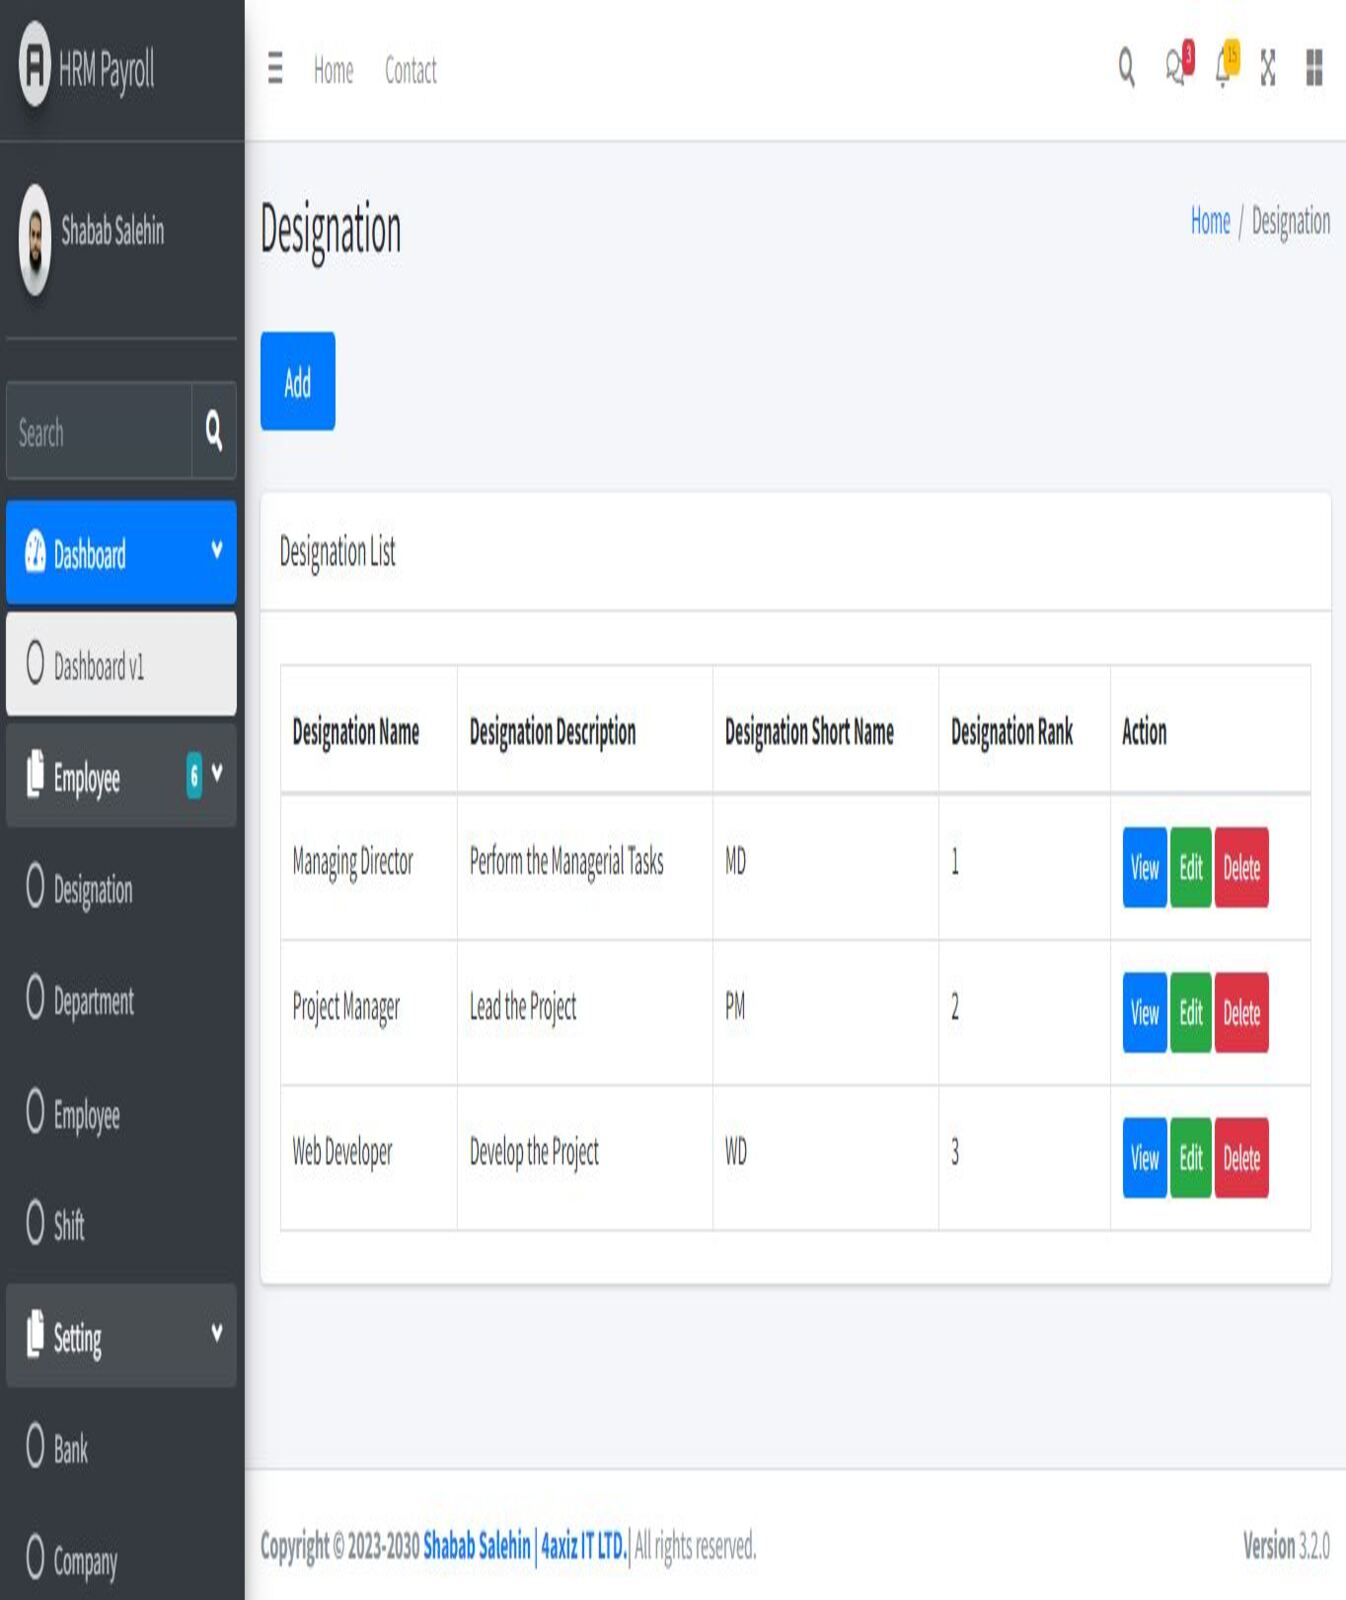 HRM Payroll
Home Contact
3
15
Shabab Salehin
Designation
Home / Designation
Search
Add
Dashboard
Dashboard v1
Employee 6
Designation
Department
Employee
Shift
Setting
Bank
Company
Designation List
Designation Name Designation Description Designation Short Name Designation Rank Action
Managing Director Perform the Managerial Tasks MD 1 View Edit Delete
Project Manager Lead the Project PM 2 View Edit Delete
Web Developer Develop the Project WD 3 View Edit Delete
Copyright © 2023-2030 Shabab Salehin | 4axiz IT LTD.| All rights reserved. Version 3.2.0